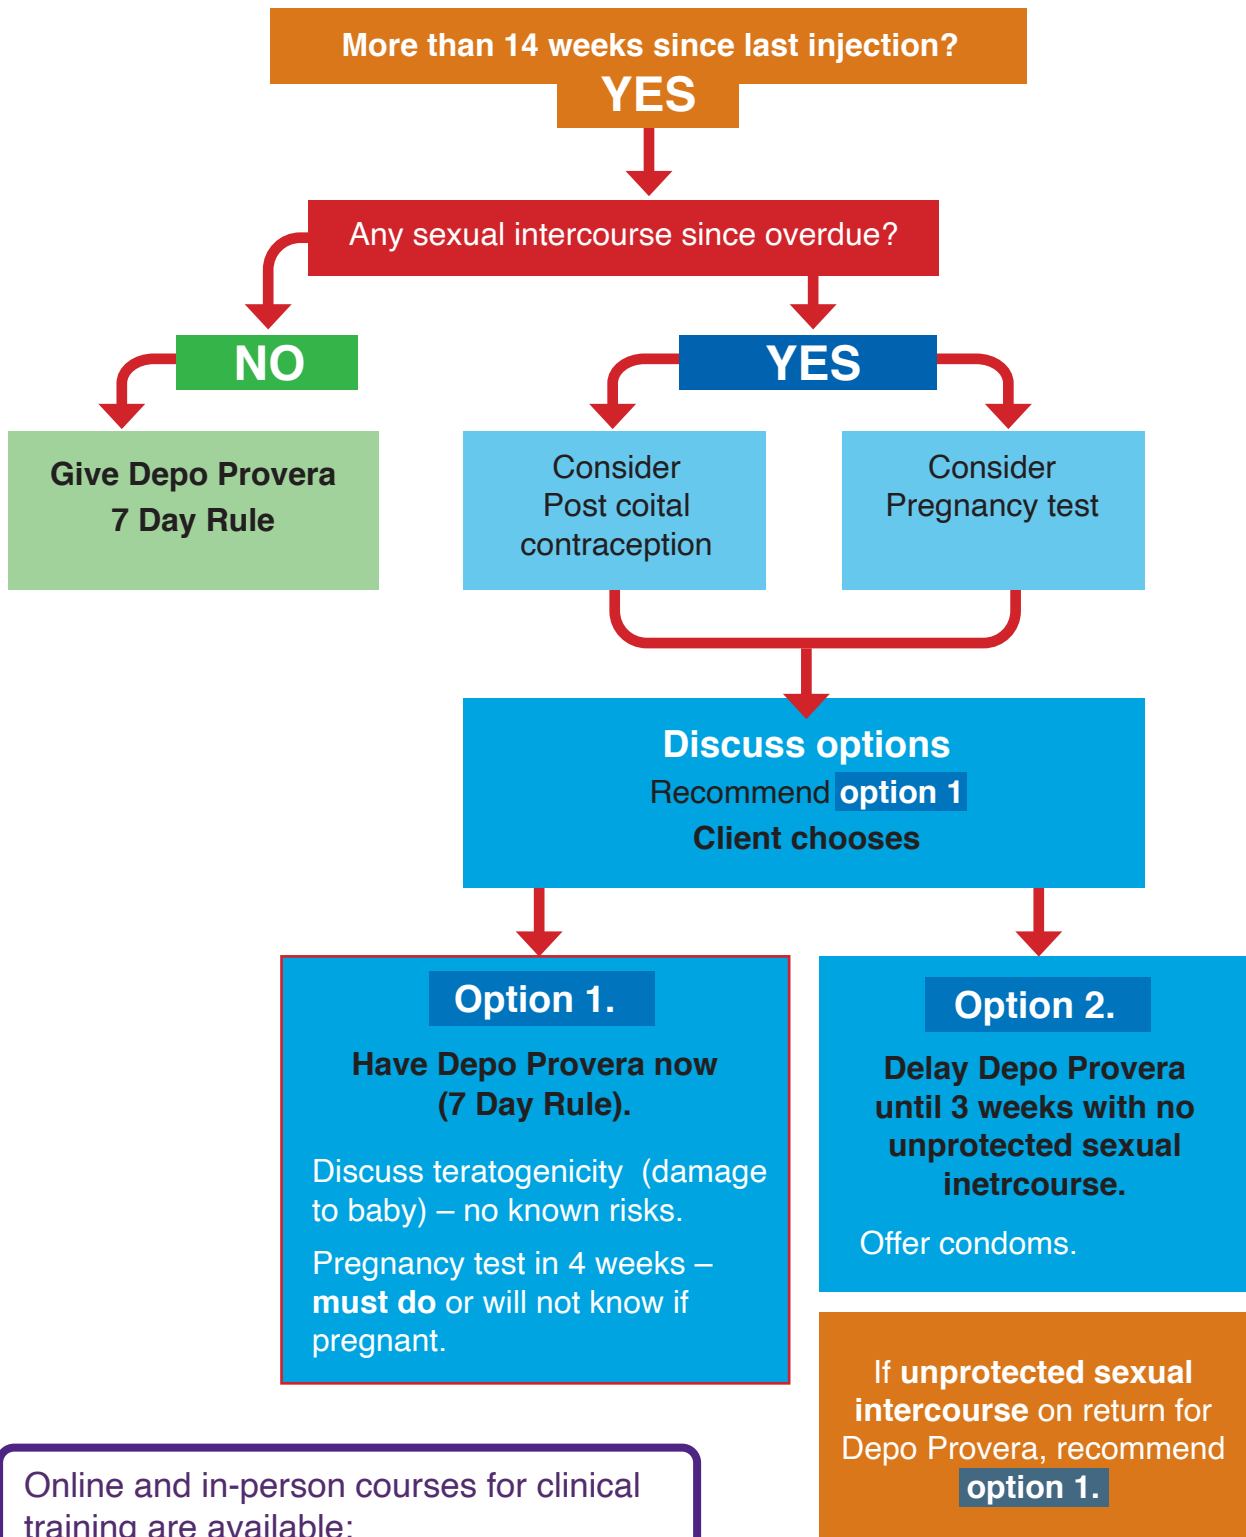 More than 14 weeks since last injection?
YES
Any sexual intercourse since overdue?
NO
YES
Give Depo Provera
7 Day Rule
Consider
Post coital
contraception
Consider
Pregnancy test
Discuss options
Recommend option 1
Client chooses
Option 1.
Have Depo Provera now
(7 Day Rule).
Discuss teratogenicity (damage
to baby) – no known risks.
Pregnancy test in 4 weeks –
must do or will not know if
pregnant.
Option 2.
Delay Depo Provera
until 3 weeks with no
unprotected sexual
inetrcourse.
Offer condoms.
If unprotected sexual
intercourse on return for
Depo Provera, recommend
option 1.
Online and in-person courses for clinical
training are available: